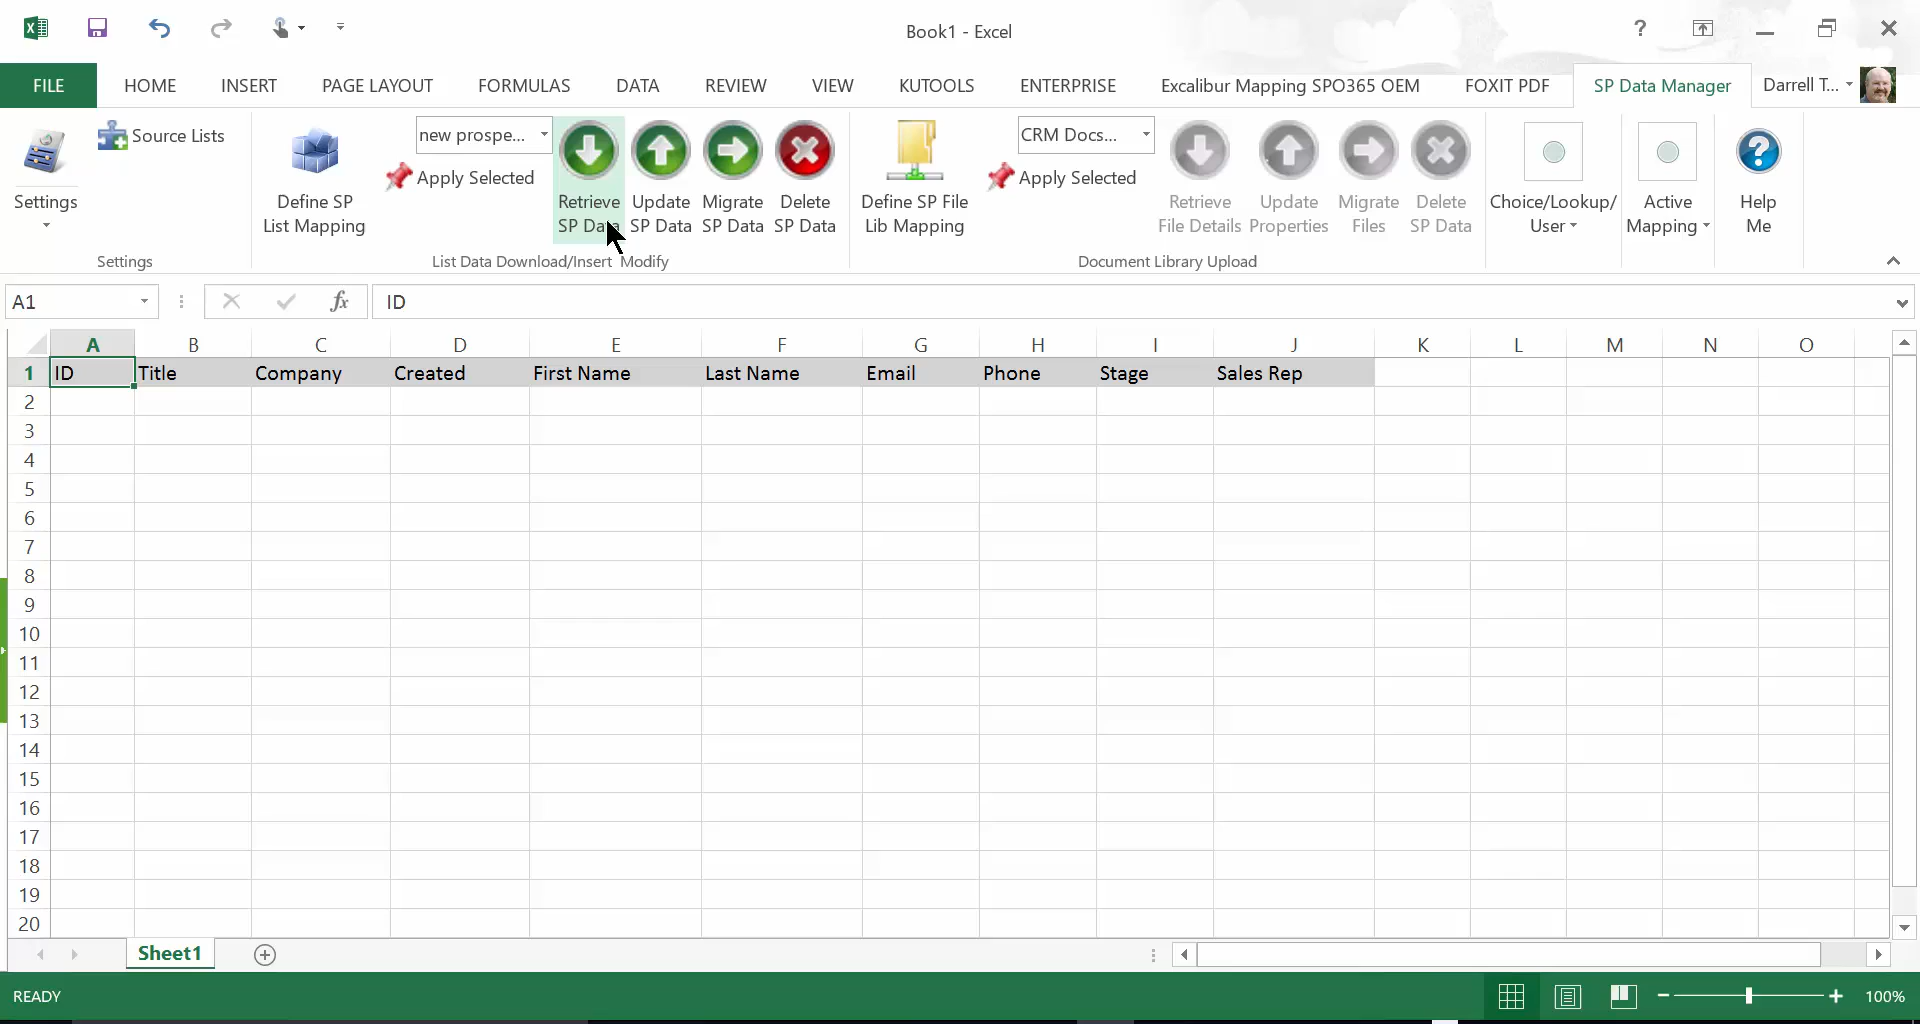 Book1 - Excel
?
FILE HOME INSERT PAGE LAYOUT FORMULAS DATA REVIEW VIEW KUTOOLS ENTERPRISE Excalibur Mapping SPO365 OEM FOXIT PDF SP Data Manager Darrell T...
Settings
Source Lists
Settings
Define SP
List Mapping
new prospe...
Apply Selected
Retrieve
SP Data
Update
SP Data
Migrate
SP Data
Delete
SP Data
List Data Download/Insert Modify
Define SP File
Lib Mapping
CRM Docs...
Apply Selected
Retrieve
File Details
Update
Properties
Migrate
Files
Delete
SP Data
Document Library Upload
Choice/Lookup/
User
Active
Mapping
?
Help
Me
A1 fx ID
A B C D E F G H I J K L M N O
1 ID Title Company Created First Name Last Name Email Phone Stage Sales Rep
2
3
4
5
6
7
8
9
10
11
12
13
14
15
16
17
18
19
20
Sheet1
READY 100%